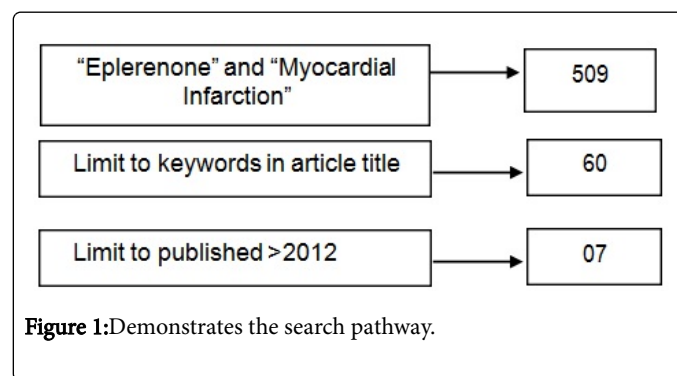 “Eplerenone” and “Myocardial
Infarction”
509
Limit to keywords in article title
60
Limit to published >2012
07
Figure 1:Demonstrates the search pathway.